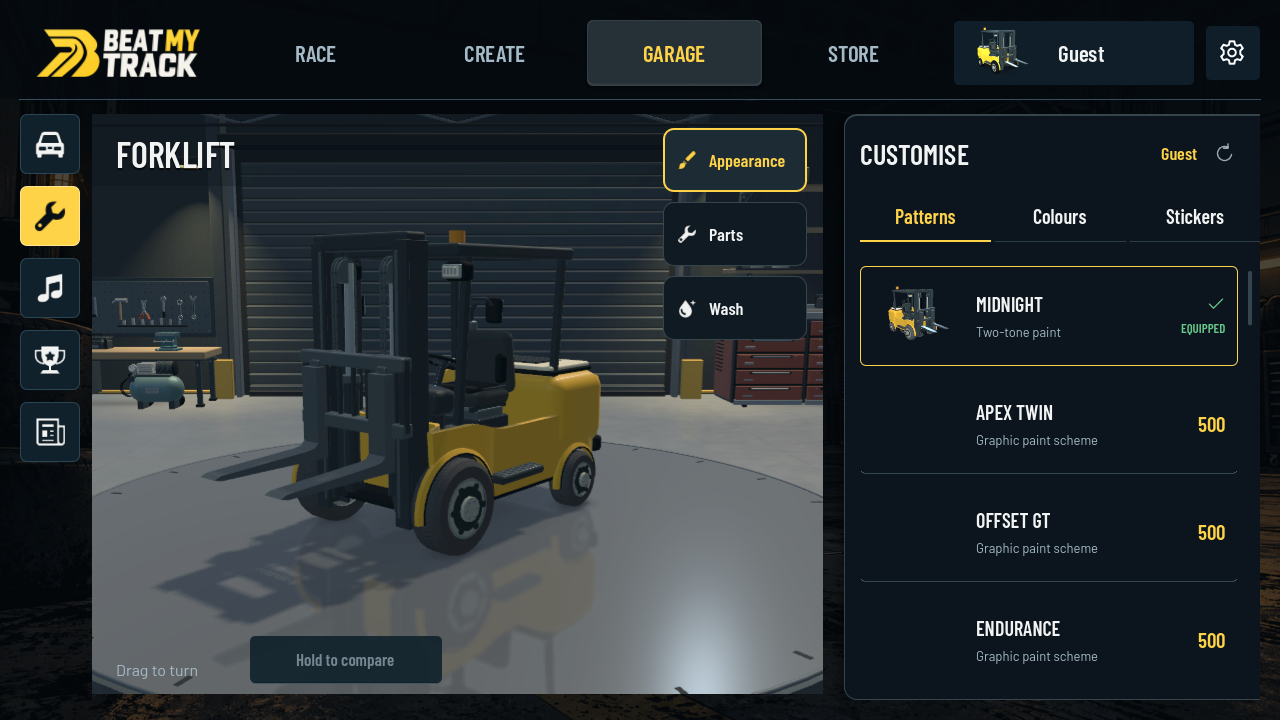 BEAT MY
TRACK
RACE
CREATE
GARAGE
STORE
Guest
FORKLIFT
Appearance
Parts
Wash
Drag to turn
Hold to compare
CUSTOMISE
Guest
Patterns
Colours
Stickers
MIDNIGHT
Two-tone paint
EQUIPPED
APEX TWIN
Graphic paint scheme
500
OFFSET GT
Graphic paint scheme
500
ENDURANCE
Graphic paint scheme
500